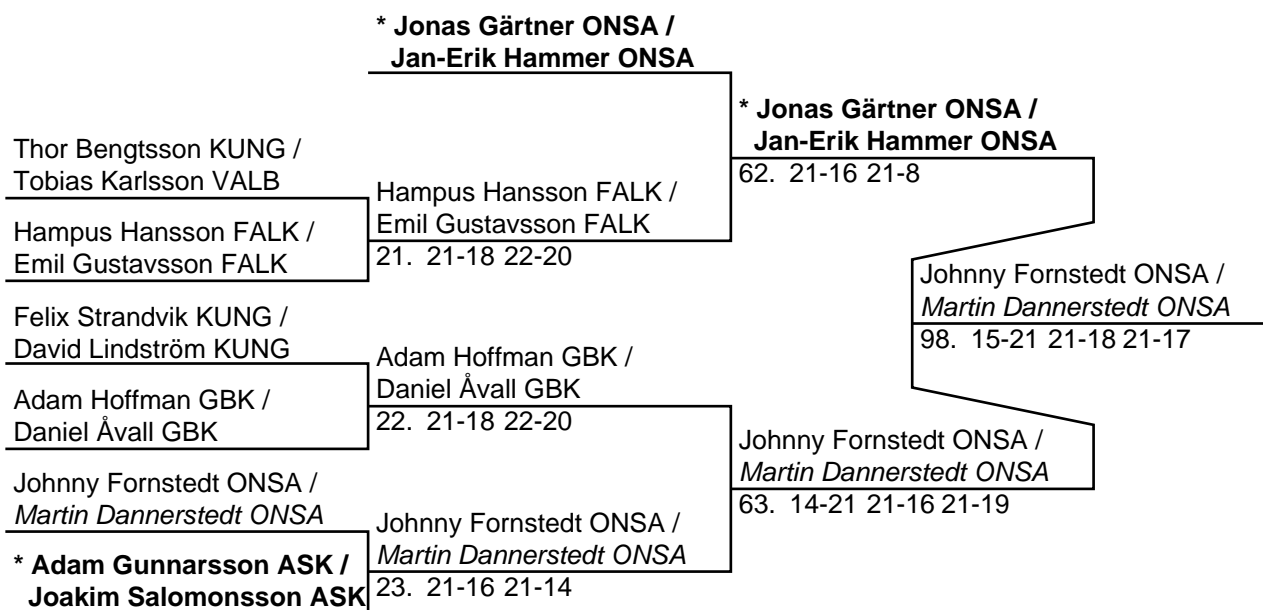 * Jonas Gärtner ONSA /
Jan-Erik Hammer ONSA
* Jonas Gärtner ONSA /
Jan-Erik Hammer ONSA
62. 21-16 21-8
Thor Bengtsson KUNG /
Tobias Karlsson VALB
Hampus Hansson FALK /
Emil Gustavsson FALK
21. 21-18 22-20
Hampus Hansson FALK /
Emil Gustavsson FALK
Johnny Fornstedt ONSA /
Martin Dannerstedt ONSA
98. 15-21 21-18 21-17
Felix Strandvik KUNG /
David Lindström KUNG
Adam Hoffman GBK /
Daniel Åvall GBK
22. 21-18 22-20
Adam Hoffman GBK /
Daniel Åvall GBK
Johnny Fornstedt ONSA /
Martin Dannerstedt ONSA
63. 14-21 21-16 21-19
Johnny Fornstedt ONSA /
Martin Dannerstedt ONSA
Johnny Fornstedt ONSA /
Martin Dannerstedt ONSA
23. 21-16 21-14
* Adam Gunnarsson ASK /
Joakim Salomonsson ASK